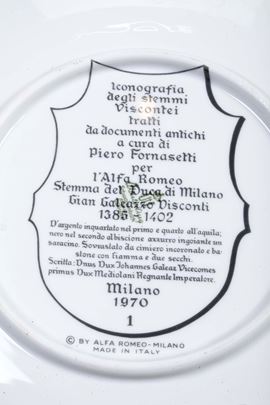 Iconografia
degli stemmi
Viscontei
tratti
da documenti antichi
a cura di
Piero Fornasetti
per
l'Alfa Romeo
Stemma del Duca di Milano
Gian Galeazzo Visconti
1385 1402
D'argento inquartato nel primo e quarto all'aquila;
nero nel secondo al biscione azzurro ingoiante un
saracino. Sovrastato da cimiero incoronato e ba-
stone con fiamma e due secchi.
Scritta: Dnus Dux Johannes Galeaz Vicecomes
primus Dux Mediolani Regnante Imperatore.
Milano
1970
1
© BY ALFA ROMEO-MILANO
MADE IN ITALY